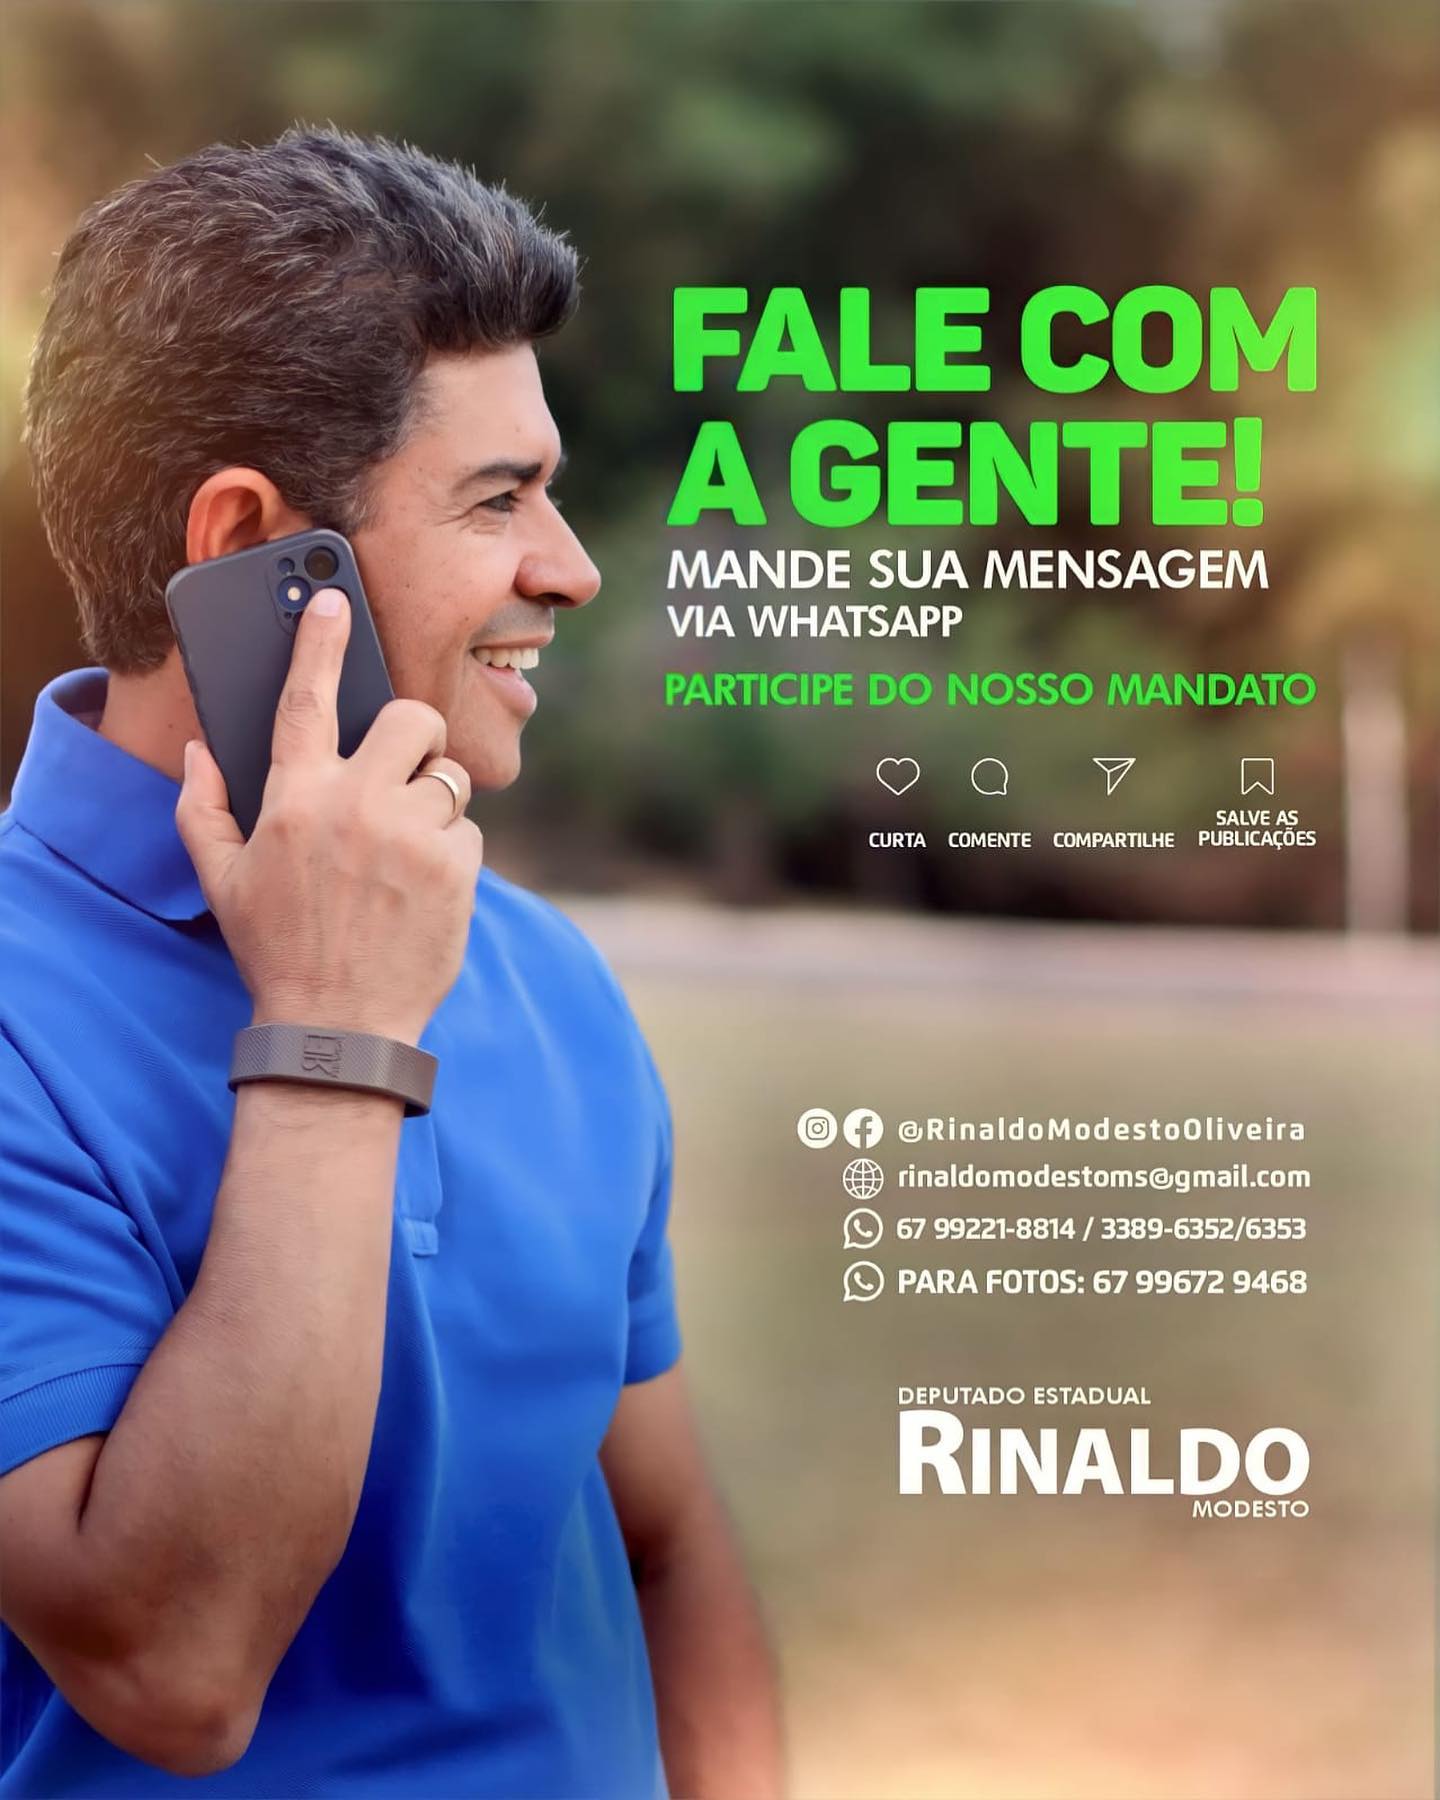 FALE COM
A GENTE!
MANDE SUA MENSAGEM
VIA WHATSAPP
PARTICIPE DO NOSSO MANDATO
CURTA
COMENTE
COMPARTILHE
SALVE AS
PUBLICAÇÕES
@RinaldoModestoOliveira
rinaldomodestoms@gmail.com
67 99221-8814 / 3389-6352/6353
PARA FOTOS: 67 99672 9468
DEPUTADO ESTADUAL
RINALDO
MODESTO